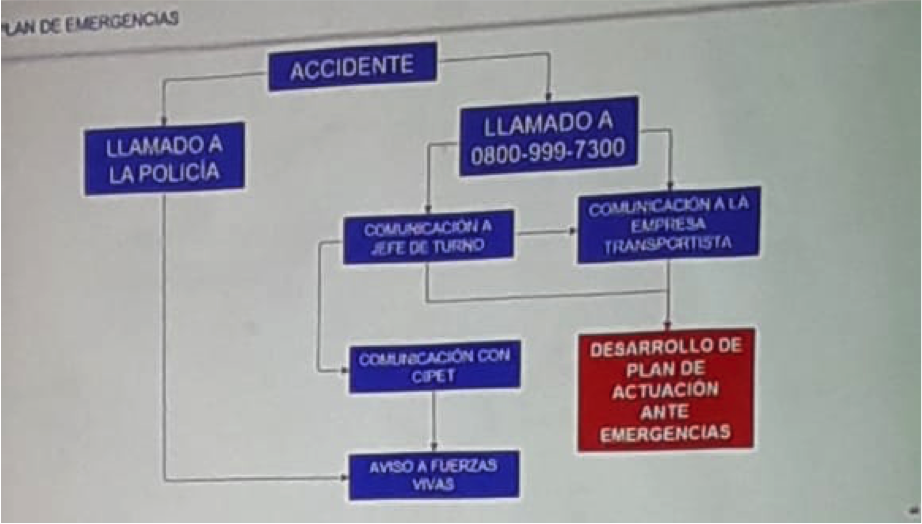 PLAN DE EMERGENCIAS
ACCIDENTE
LLAMADO A
LA POLICÍA
LLAMADO A
0800-999-7300
COMUNICACIÓN A
JEFE DE TURNO
COMUNICACIÓN A LA
EMPRESA
TRANSPORTISTA
COMUNICACIÓN CON
CIPET
DESARROLLO DE
PLAN DE
ACTUACIÓN
ANTE
EMERGENCIAS
AVISO A FUERZAS
VIVAS